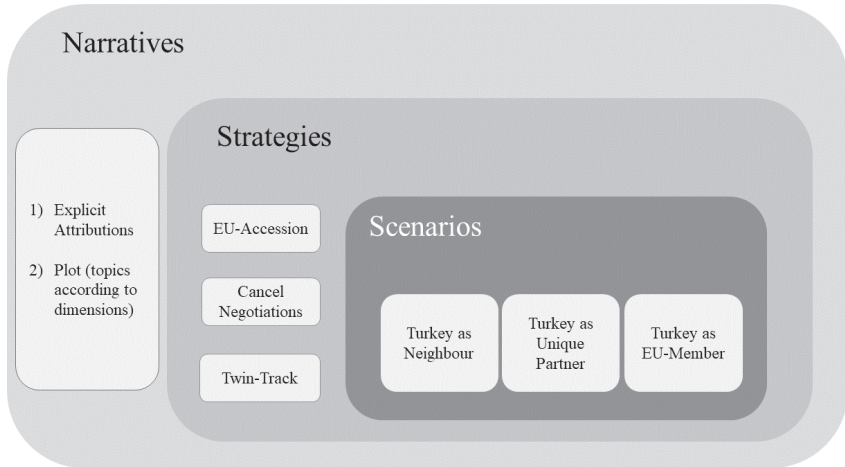 Narratives
Strategies
1) Explicit
Attributions
2) Plot (topics
according to
dimensions)
EU-Accession
Cancel
Negotiations
Twin-Track
Scenarios
Turkey as
Neighbour
Turkey as
Unique
Partner
Turkey as
EU-Member